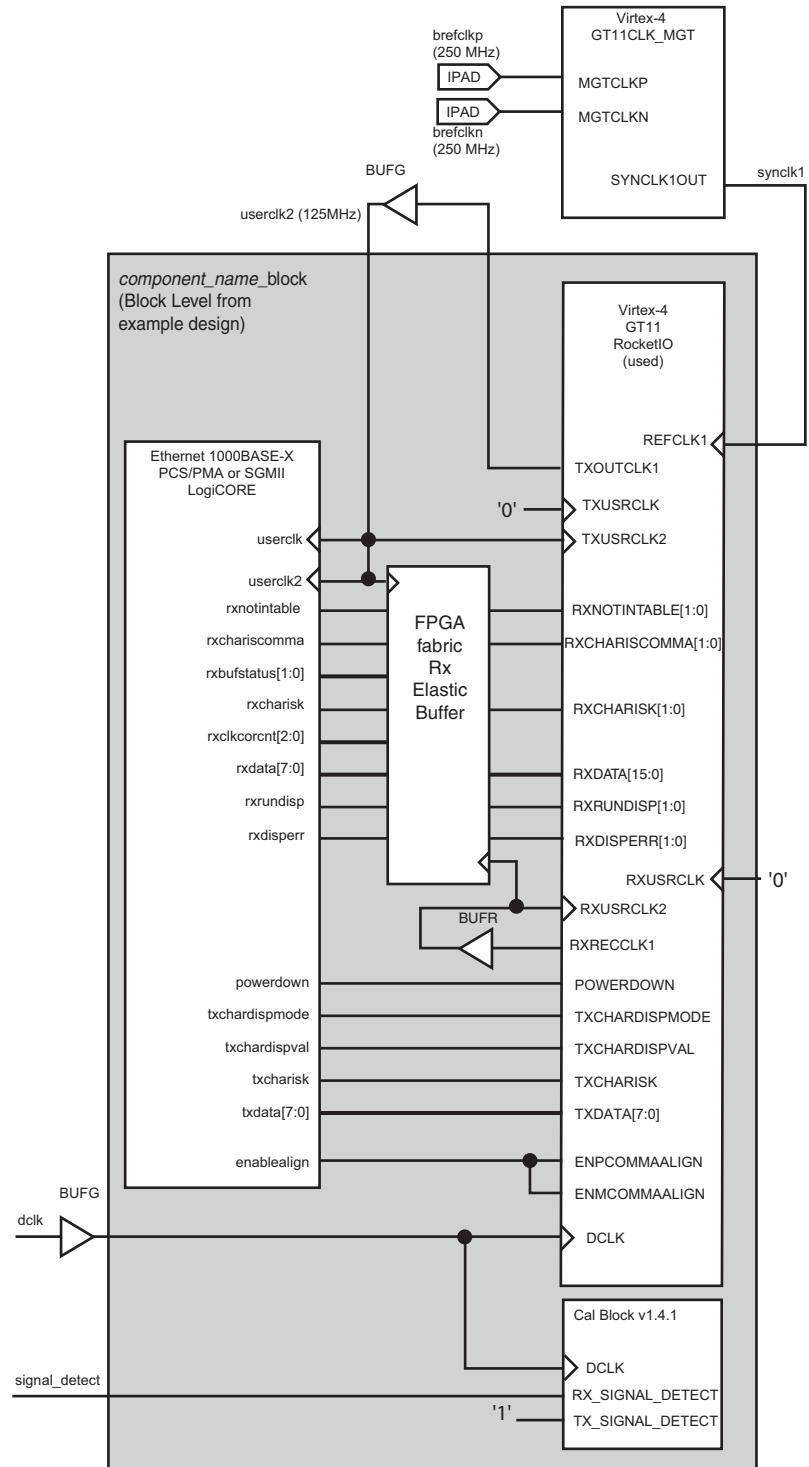 Virtex-4
GT11CLK_MGT
brefclkp
(250 MHz)
IPAD
MGTCLKP
IPAD
MGTCLKN
brefclkn
(250 MHz)
SYNCLK1OUT
synclk1
BUFG
userclk2 (125MHz)
component_name_block
(Block Level from
example design)
Virtex-4
GT11
RocketIO
(used)
REFCLK1
Ethernet 1000BASE-X
PCS/PMA or SGMII
LogiCORE
TXOUTCLK1
'0'
TXUSRCLK
userclk
TXUSRCLK2
userclk2
FPGA
fabric
Rx
Elastic
Buffer
rxnotintable
RXNOTINTABLE[1:0]
rxchariscomma
RXCHARISCOMMA[1:0]
rxbufstatus[1:0]
rxcharisk
RXCHARISK[1:0]
rxclkcorcnt[2:0]
rxdata[7:0]
RXDATA[15:0]
rxrundisp
RXRUNDISP[1:0]
rxdisperr
RXDISPERR[1:0]
RXUSRCLK
'0'
RXUSRCLK2
BUFR
RXRECCLK1
powerdown
POWERDOWN
txchardispmode
TXCHARDISPMODE
txchardispval
TXCHARDISPVAL
txcharisk
TXCHARISK
txdata[7:0]
TXDATA[7:0]
enablealign
ENPCOMMAALIGN
ENMCOMMAALIGN
BUFG
dclk
DCLK
Cal Block v1.4.1
DCLK
signal_detect
RX_SIGNAL_DETECT
'1'
TX_SIGNAL_DETECT